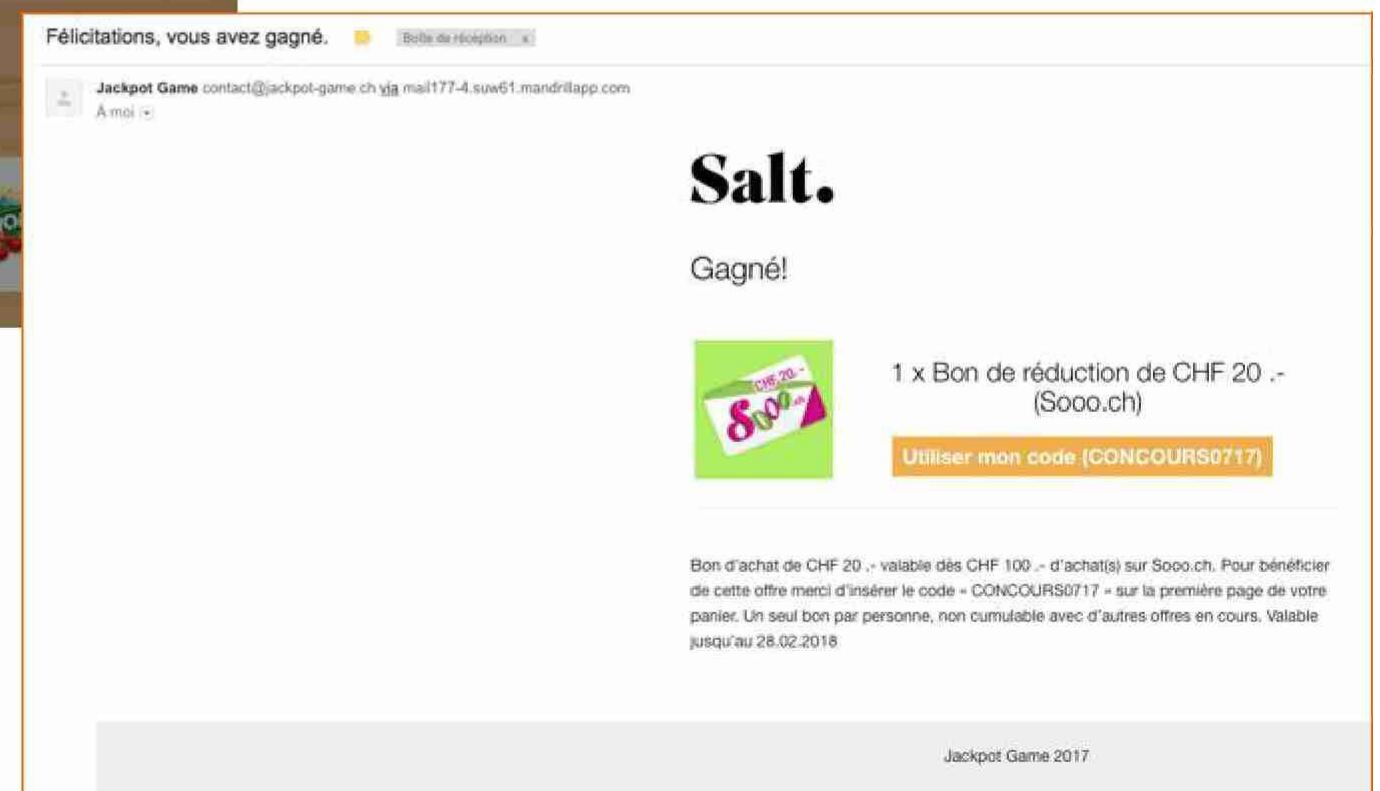 Félicitations, vous avez gagné.
Boîte de réception x
Jackpot Game contact@jackpot-game.ch via mail177-4.suw61.mandrillapp.com
À moi
Salt.
Gagné!
CHF 20.-
Sooo.ch
1 x Bon de réduction de CHF 20 .-
(Sooo.ch)
Utiliser mon code (CONCOURS0717)
Bon d'achat de CHF 20 .- valable dès CHF 100 .- d'achat(s) sur Sooo.ch. Pour bénéficier
de cette offre merci d'insérer le code « CONCOURS0717 » sur la première page de votre
panier. Un seul bon par personne, non cumulable avec d'autres offres en cours. Valable
jusqu'au 28.02.2018
Jackpot Game 2017